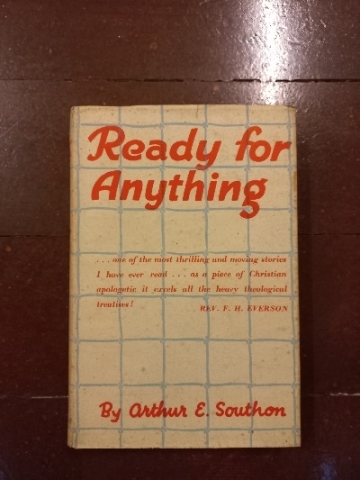 Ready for
Anything
. . . one of the most thrilling and moving stories
I have ever read . . . as a piece of Christian
apologetic it excels all the heavy theological
treatises!
REV. F. H. EVERSON
By Arthur E. Southon